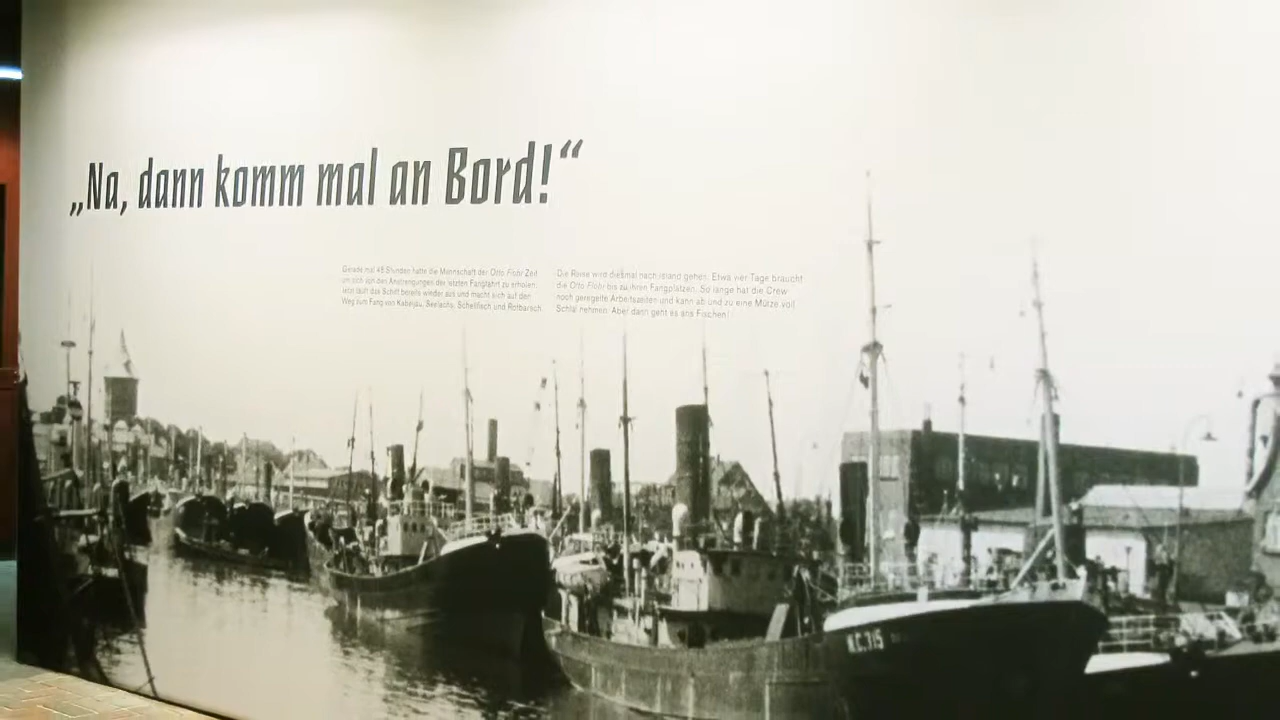 „Na, dann komm mal an Bord!“
Gerade mal 48 Stunden hatte die Mannschaft der Otto Flohr Zeit
um sich von den Anstrengungen der letzten Fangfahrt zu erholen.
Jetzt läuft das Schiff bereits wieder aus und macht sich auf den
Weg zum Fang von Kabeljau, Seelachs, Schellfisch und Rotbarsch.
Die Reise wird diesmal nach Island gehen. Etwa vier Tage braucht
die Otto Flohr bis zu ihren Fangplätzen. So lange hat die Crew
noch geregelte Arbeitszeiten und kann ab und zu eine Mürze voll
Schlaf nehmen. Aber dann geht es ans Fischen!
N.C.315